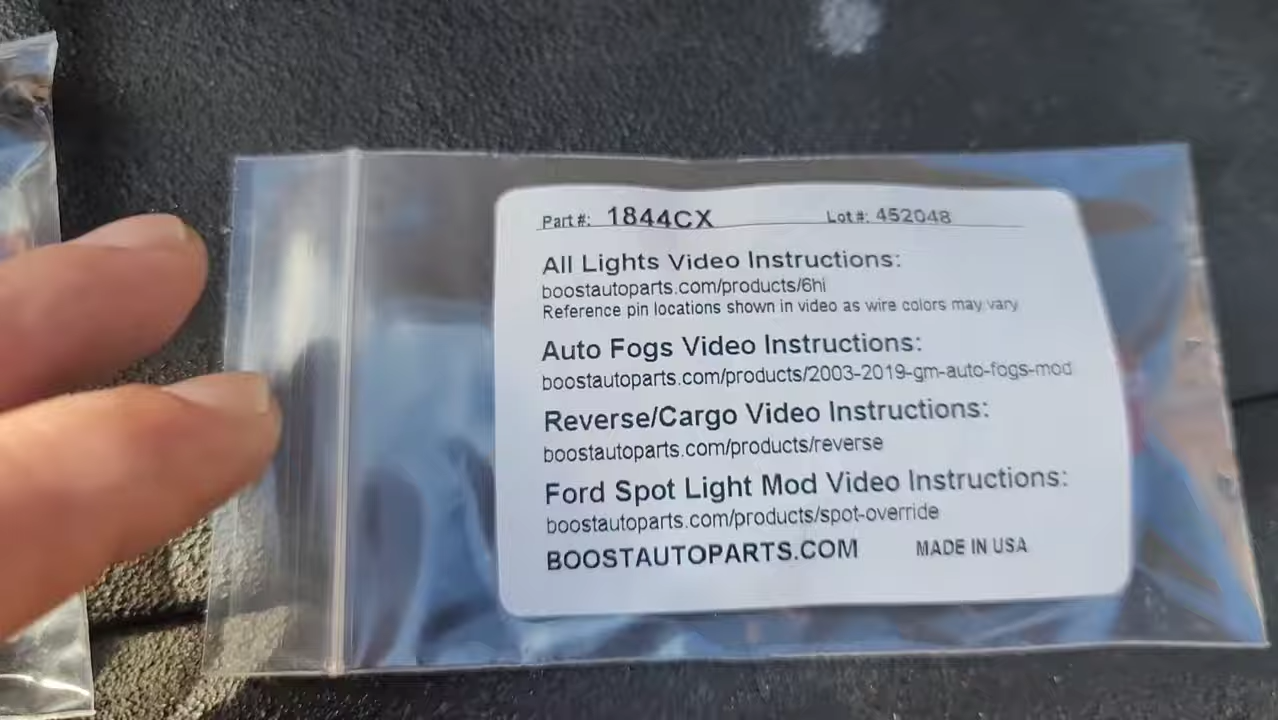 Part #: 1844CX Lot #: 452048
All Lights Video Instructions:
boostautoparts.com/products/6hi
Reference pin locations shown in video as wire colors may vary
Auto Fogs Video Instructions:
boostautoparts.com/products/2003-2019-gm-auto-fogs-mod
Reverse/Cargo Video Instructions:
boostautoparts.com/products/reverse
Ford Spot Light Mod Video Instructions:
boostautoparts.com/products/spot-override
BOOSTAUTOPARTS.COM MADE IN USA